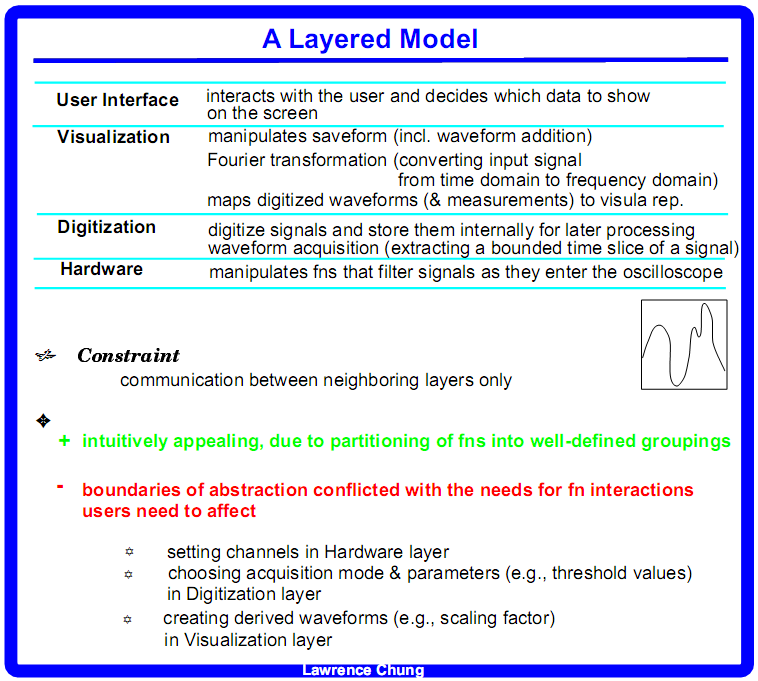 A Layered Model
User Interface interacts with the user and decides which data to show
on the screen
Visualization manipulates saveform (incl. waveform addition)
Fourier transformation (converting input signal
from time domain to frequency domain)
maps digitized waveforms (& measurements) to visula rep.
Digitization digitize signals and store them internally for later processing
waveform acquisition (extracting a bounded time slice of a signal)
Hardware manipulates fns that filter signals as they enter the oscilloscope
Constraint
communication between neighboring layers only
+ intuitively appealing, due to partitioning of fns into well-defined groupings
- boundaries of abstraction conflicted with the needs for fn interactions
users need to affect
setting channels in Hardware layer
choosing acquisition mode & parameters (e.g., threshold values)
in Digitization layer
creating derived waveforms (e.g., scaling factor)
in Visualization layer
Lawrence Chung